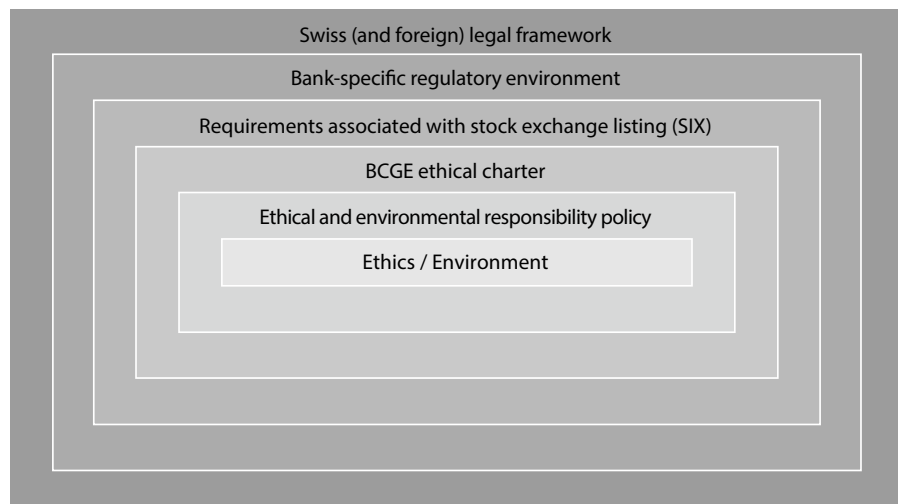 Swiss (and foreign) legal framework
Bank-specific regulatory environment
Requirements associated with stock exchange listing (SIX)
BCGE ethical charter
Ethical and environmental responsibility policy
Ethics / Environment